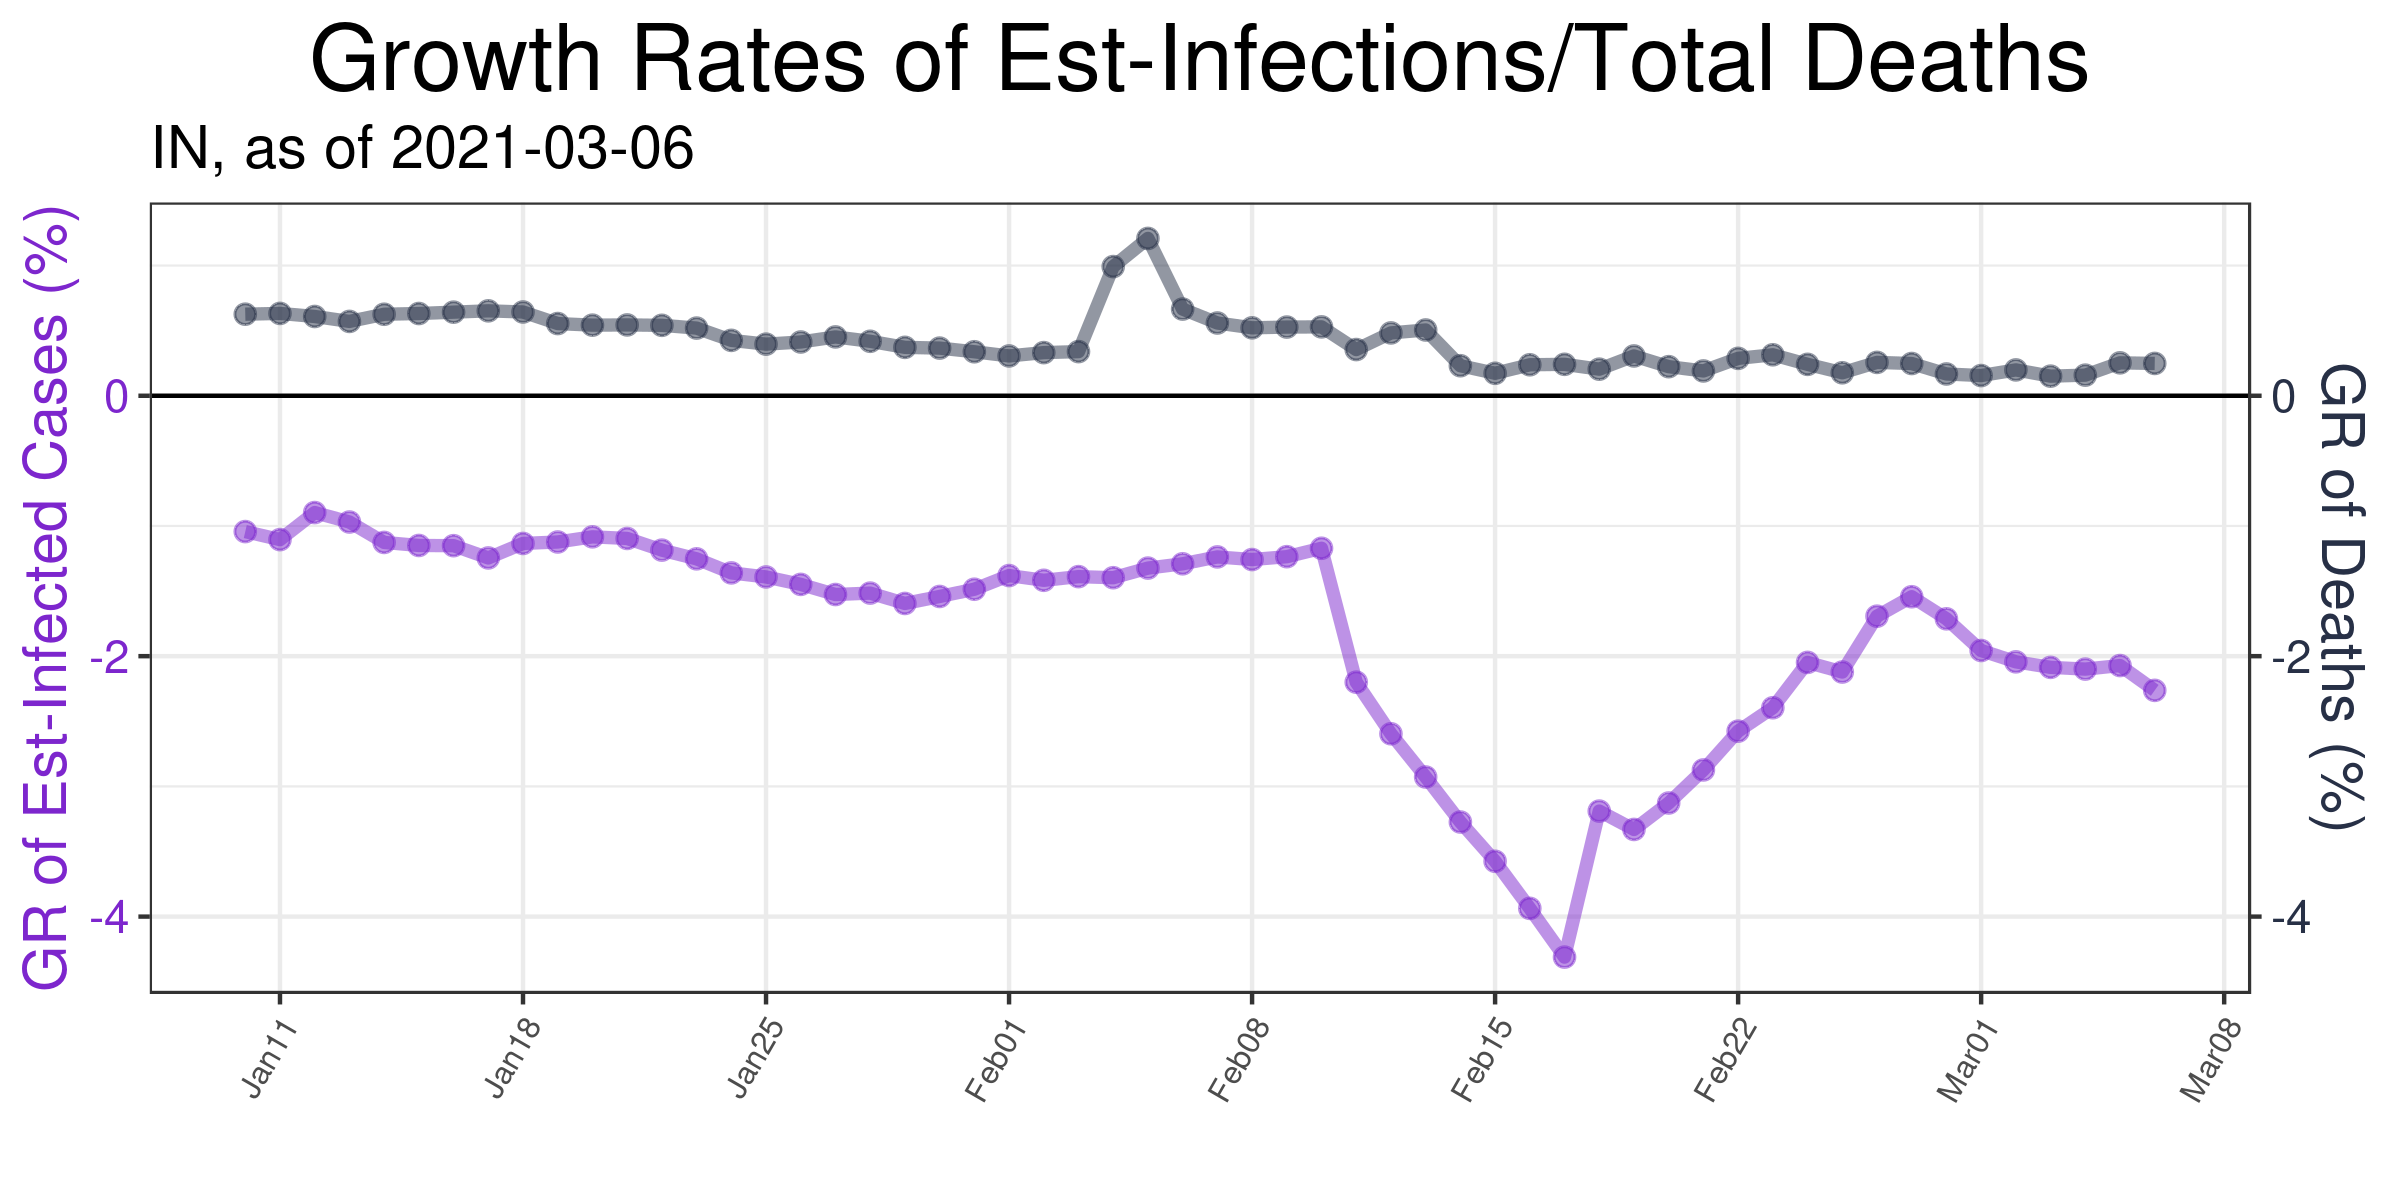 Growth Rates of Est-Infections/Total Deaths
IN, as of 2021-03-06
GR of Est-Infected Cases (%)
0
-2
-4
0
-2
-4
GR of Deaths (%)
Jan11
Jan18
Jan25
Feb01
Feb08
Feb15
Feb22
Mar01
Mar08